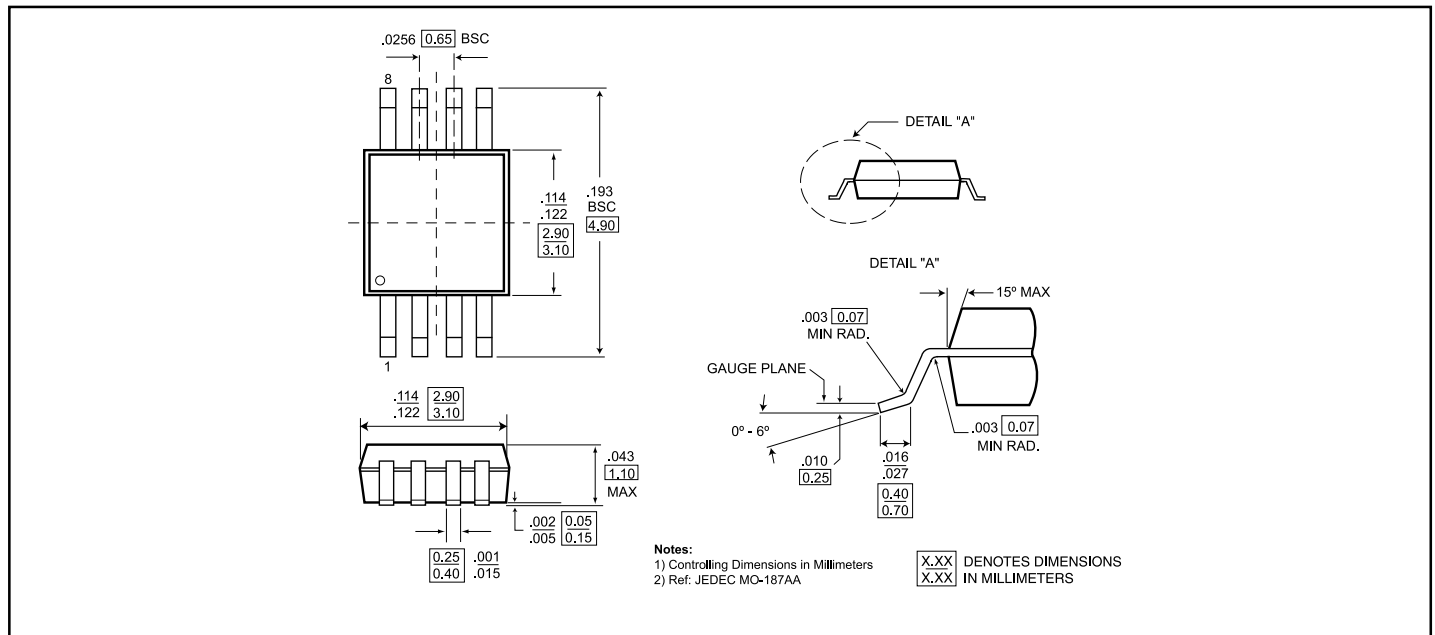 .0256 0.65 BSC
8
.114
.122
2.90
3.10
.193
BSC
4.90
1
DETAIL "A"
DETAIL "A"
15º MAX
.003 0.07
MIN RAD.
GAUGE PLANE
0º - 6º
.010
0.25
.016
.027
0.40
0.70
.003 0.07
MIN RAD.
.114 2.90
.122 3.10
.043
1.10
MAX
.002 0.05
.005 0.15
0.25 .001
0.40 .015
Notes:
1) Controlling Dimensions in Millimeters
2) Ref: JEDEC MO-187AA
X.XX DENOTES DIMENSIONS
X.XX IN MILLIMETERS